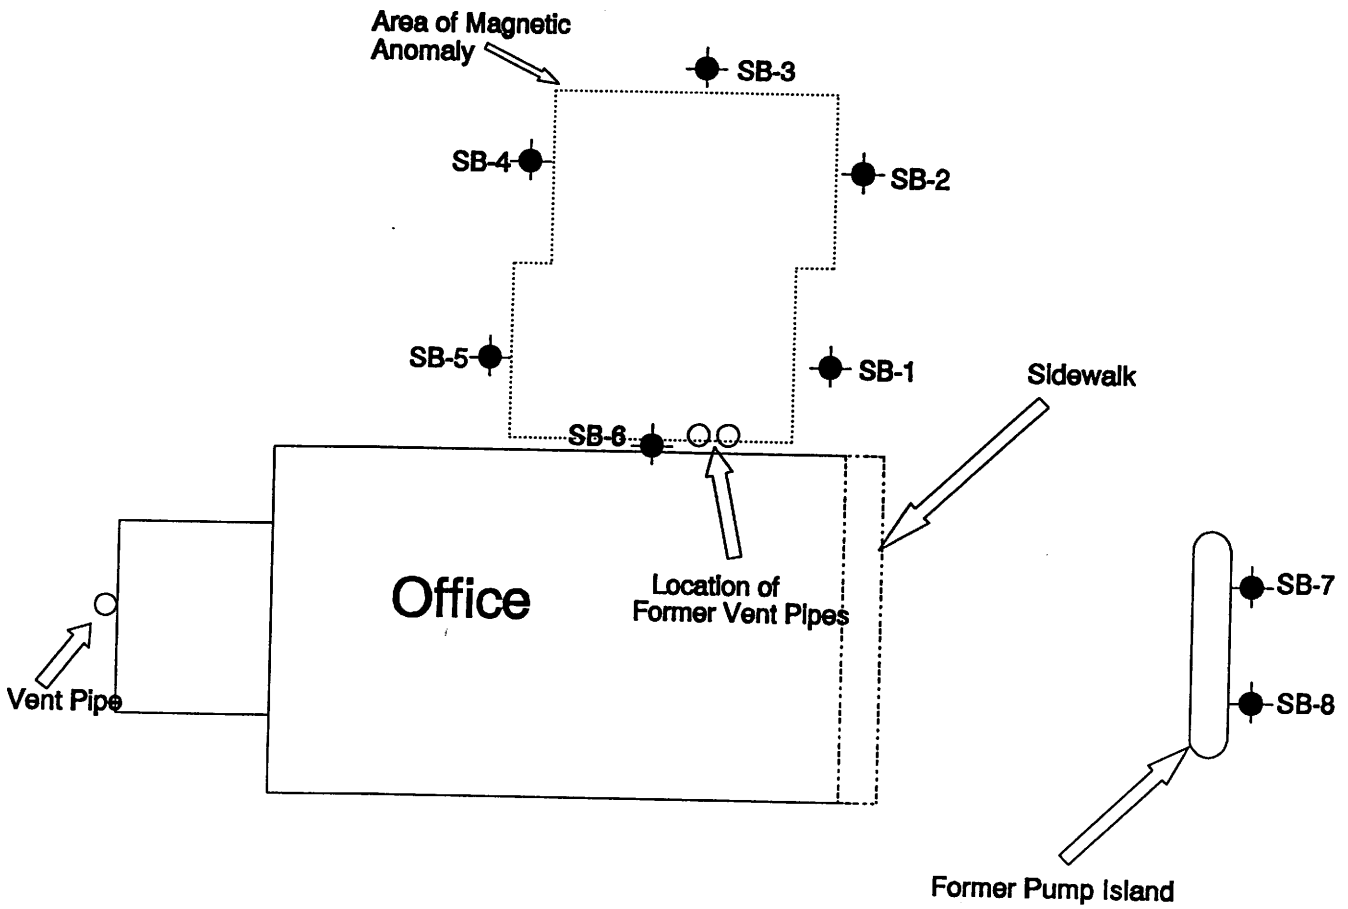 Area of Magnetic
Anomaly
SB-3
SB-4
SB-2
SB-5
SB-1
Sidewalk
SB-6
Office
Location of
Former Vent Pipes
SB-7
Vent Pipe
SB-8
Former Pump Island